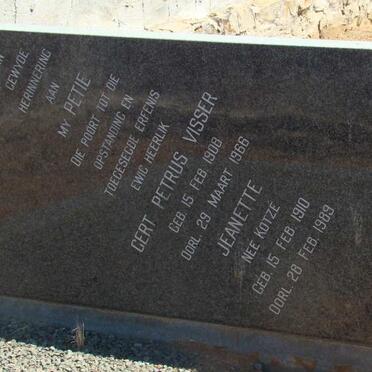 GEWYDE
HERINNERING
AAN
MY PETIE
DIE POORT TOT DIE
OPSTANDING EN
TOEGESEGDE ERFENIS
EWIG HEERLIK
GERT PETRUS VISSER
GEB. 15 FEB. 1908
OORL. 29 MAART 1966
JEANETTE
NEE KOTZÉ
GEB. 15 FEB. 1910
OORL. 28 FEB. 1989